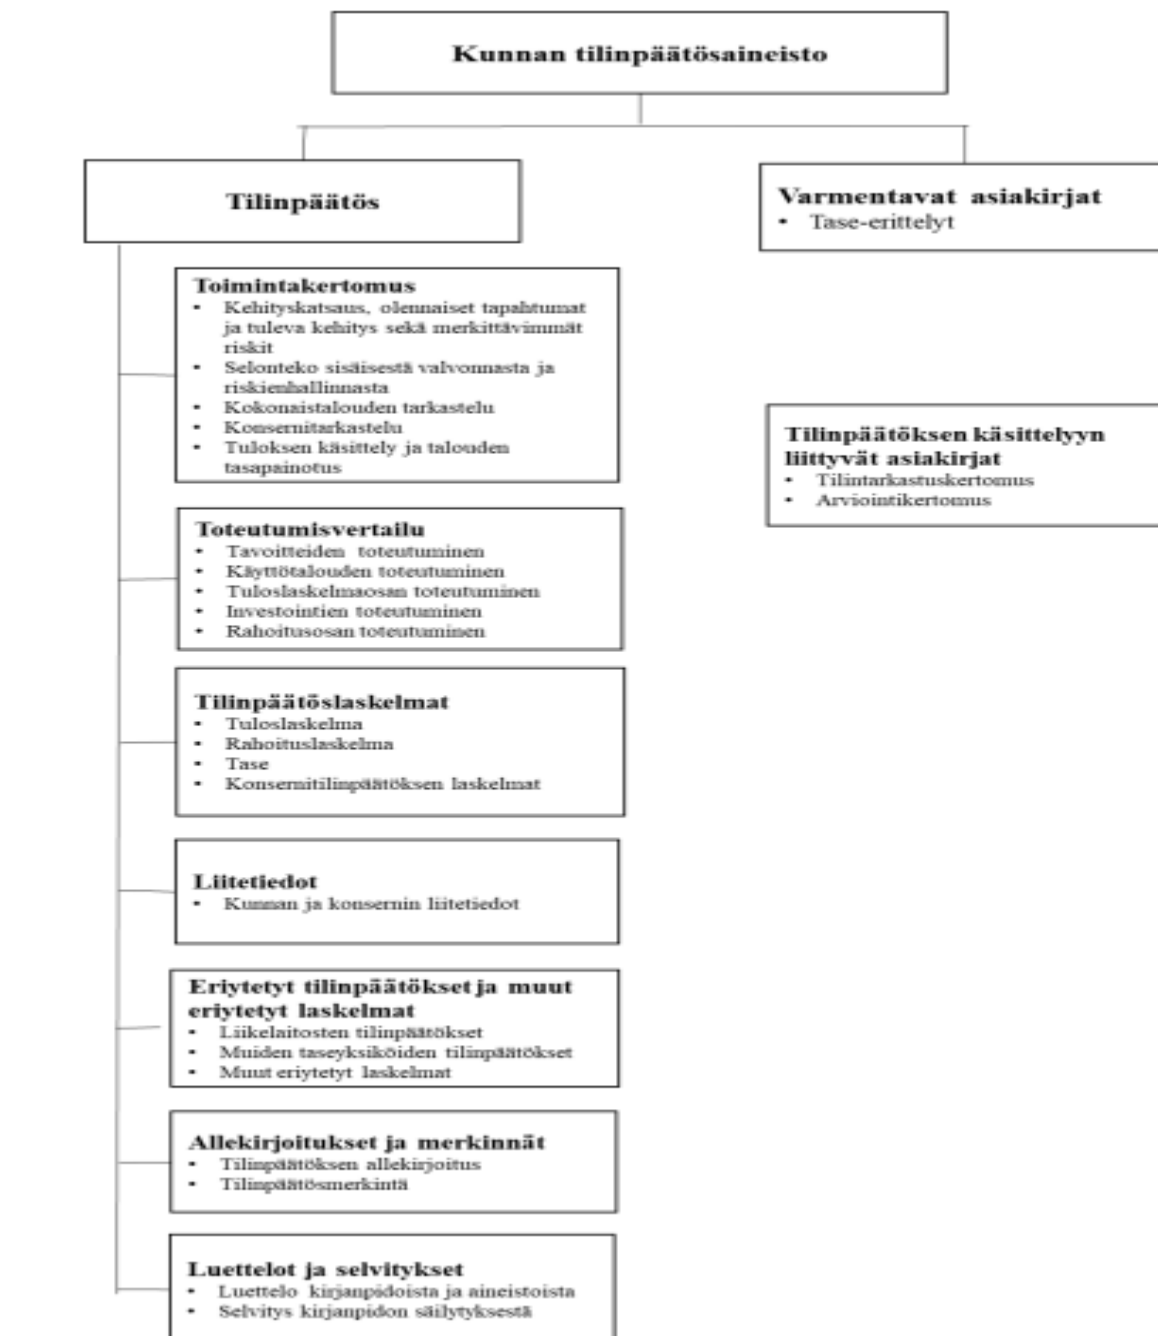 Kunnan tilinpäätösaineisto
Tilinpäätös
Varmentavat asiakirjat
• Tase-erittelyt
Toimintakertomus
• Kehityskatsaus, olennaiset tapahtumat
ja tuleva kehitys sekä merkittävimmät
riskit
• Selonteko sisäisestä valvonnasta ja
riskienhallinnasta
• Kokonaistalouden tarkastelu
• Konsernitarkastelu
• Tuloksen käsittely ja talouden
tasapainotus
Tilinpäätöksen käsittelyyn
liittyvät asiakirjat
• Tilintarkastuskertomus
• Arviointikertomus
Toteutumisvertailu
• Tavoitteiden toteutuminen
• Käyttötalouden toteutuminen
• Tuloslaskelmaosan toteutuminen
• Investointien toteutuminen
• Rahoitusosan toteutuminen
Tilinpäätöslaskelmat
• Tuloslaskelma
• Rahoituslaskelma
• Tase
• Konsernitilinpäätöksen laskelmat
Liitetiedot
• Kunnan ja konsernin liitetiedot
Eriytetyt tilinpäätökset ja muut
eriytetyt laskelmat
• Liikelaitosten tilinpäätökset
• Muiden taseyksiköiden tilinpäätökset
• Muut eriytetyt laskelmat
Allekirjoitukset ja merkinnät
• Tilinpäätöksen allekirjoitus
• Tilinpäätösmerkintä
Luettelot ja selvitykset
• Luettelo kirjanpidoista ja aineistoista
• Selvitys kirjanpidon säilytyksestä